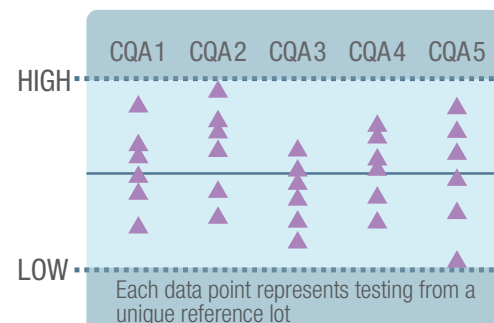 CQA1 CQA2 CQA3 CQA4 CQA5
HIGH
LOW
Each data point represents testing from a
unique reference lot